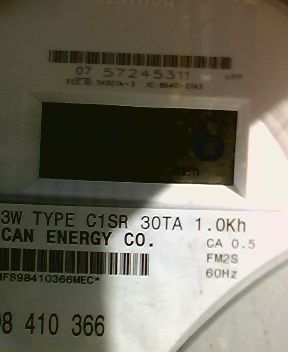 07 57245311
3W TYPE C1SR 30TA 1.0Kh
CAN ENERGY CO.
CA 0.5
FM2S
60Hz
MFS98410366MEC*
98 410 366